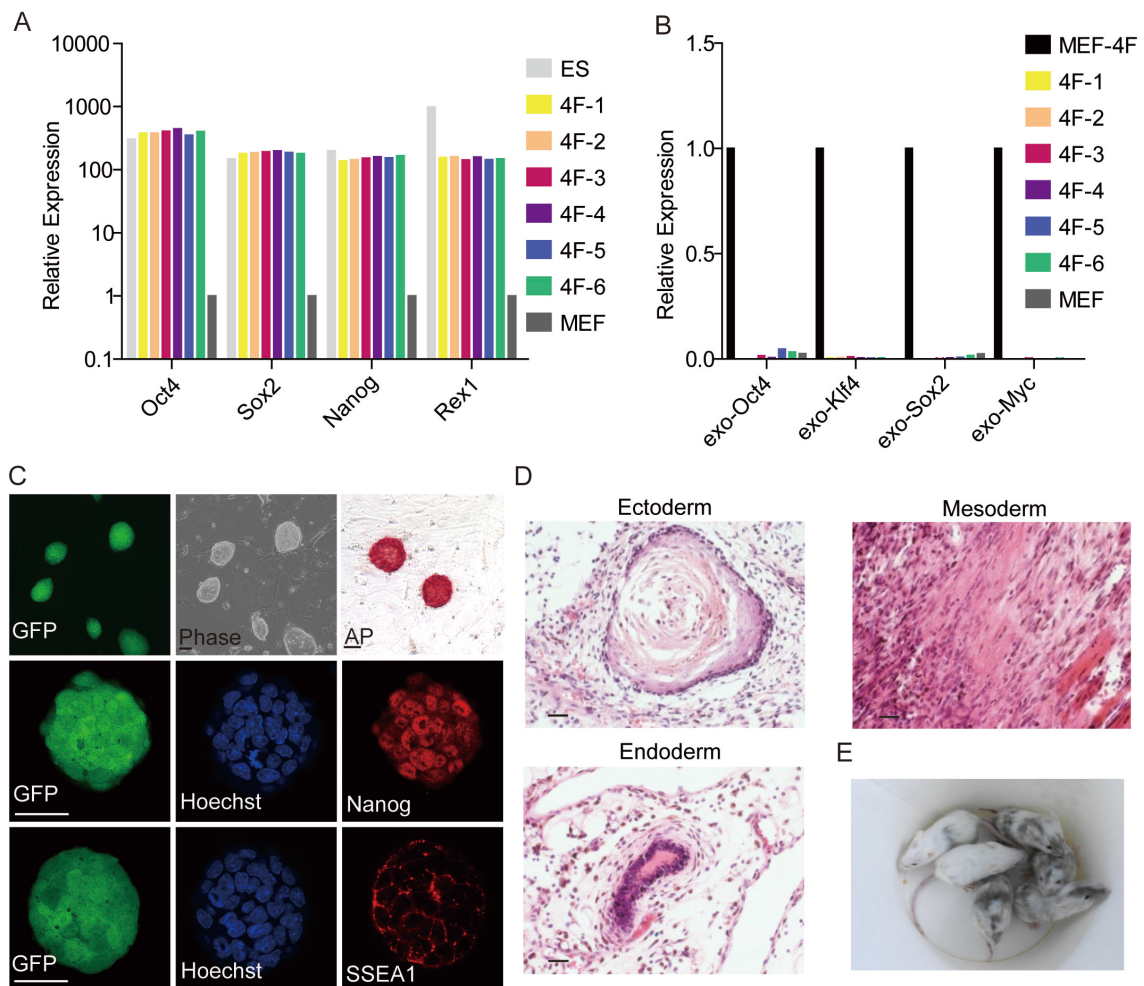 A
10000
1000
100
10
1
0.1
Relative Expression
Oct4
Sox2
Nanog
Rex1
ES
4F-1
4F-2
4F-3
4F-4
4F-5
4F-6
MEF
B
1.5
1.0
0.5
0.0
Relative Expression
exo-Oct4
exo-Klf4
exo-Sox2
exo-Myc
MEF-4F
4F-1
4F-2
4F-3
4F-4
4F-5
4F-6
MEF
C
GFP
Phase
AP
GFP
Hoechst
Nanog
GFP
Hoechst
SSEA1
D
Ectoderm
Mesoderm
Endoderm
E